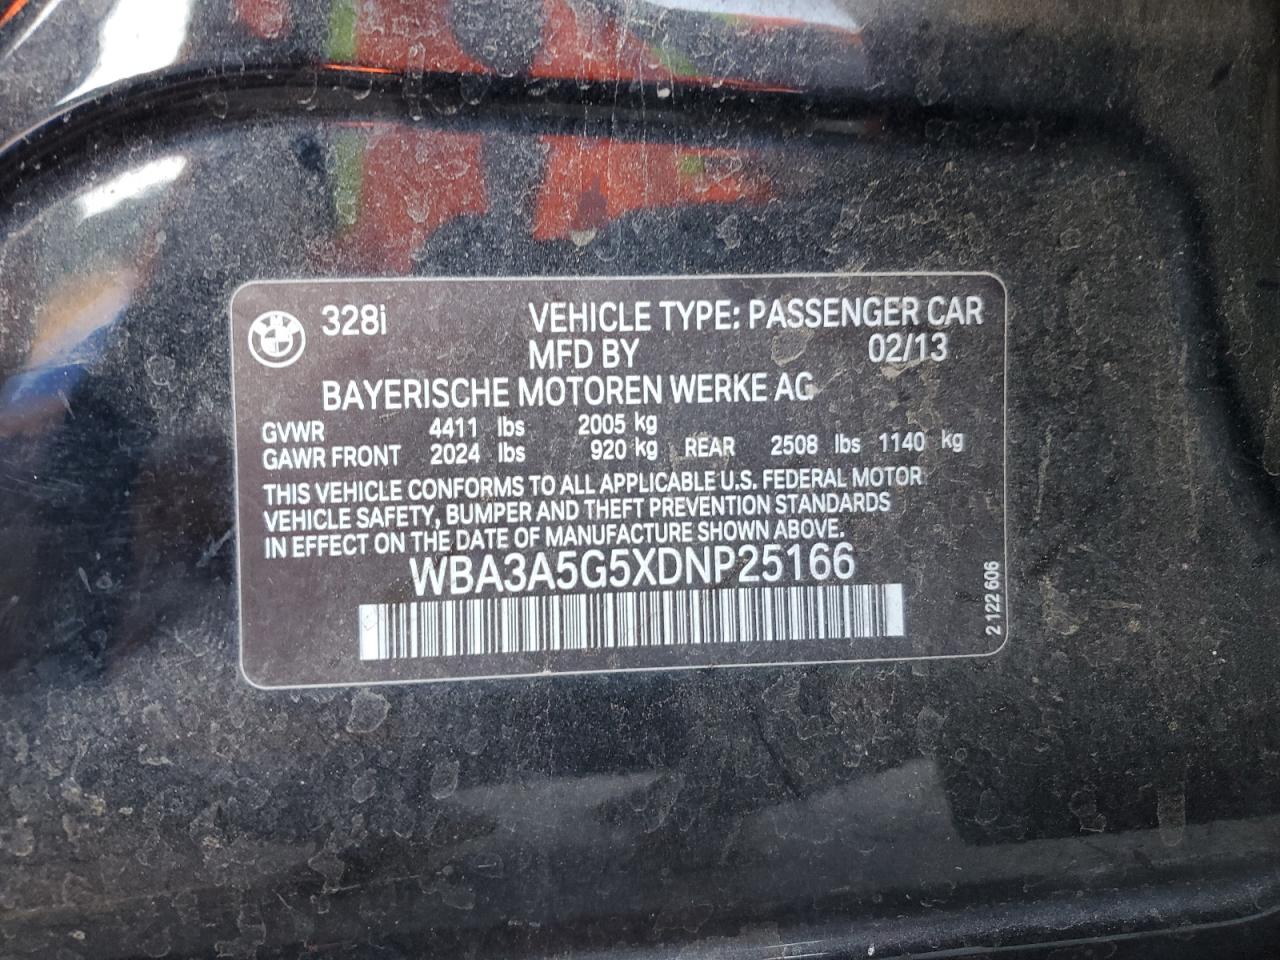 328i VEHICLE TYPE: PASSENGER CAR
MFD BY 02/13
BAYERISCHE MOTOREN WERKE AG
GVWR 4411 lbs 2005 kg
GAWR FRONT 2024 lbs 920 kg REAR 2508 lbs 1140 kg
THIS VEHICLE CONFORMS TO ALL APPLICABLE U.S. FEDERAL MOTOR
VEHICLE SAFETY, BUMPER AND THEFT PREVENTION STANDARDS
IN EFFECT ON THE DATE OF MANUFACTURE SHOWN ABOVE.
WBA3A5G5XDNP25166
2 122 606